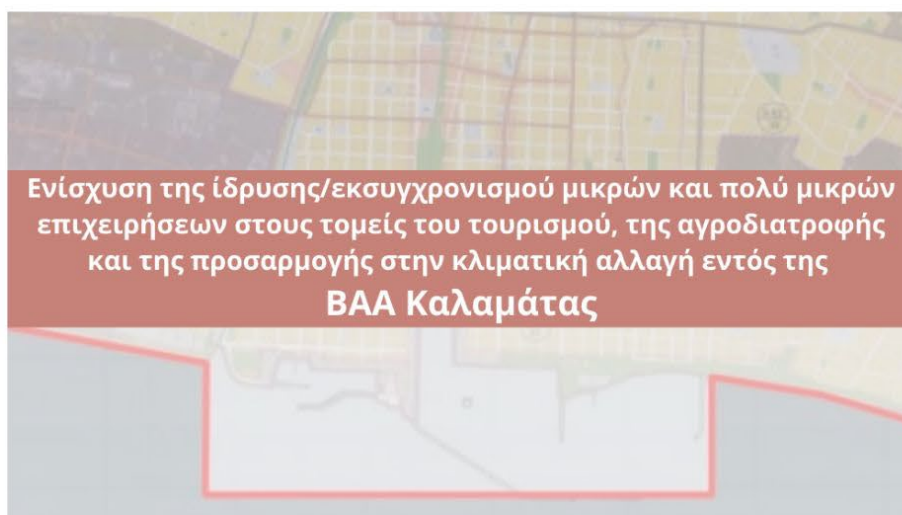 Ενίσχυση της ίδρυσης/εκσυγχρονισμού μικρών και πολύ μικρών
επιχειρήσεων στους τομείς του τουρισμού, της αγροδιατροφής
και της προσαρμογής στην κλιματική αλλαγή εντός της
ΒΑΑ Καλαμάτας